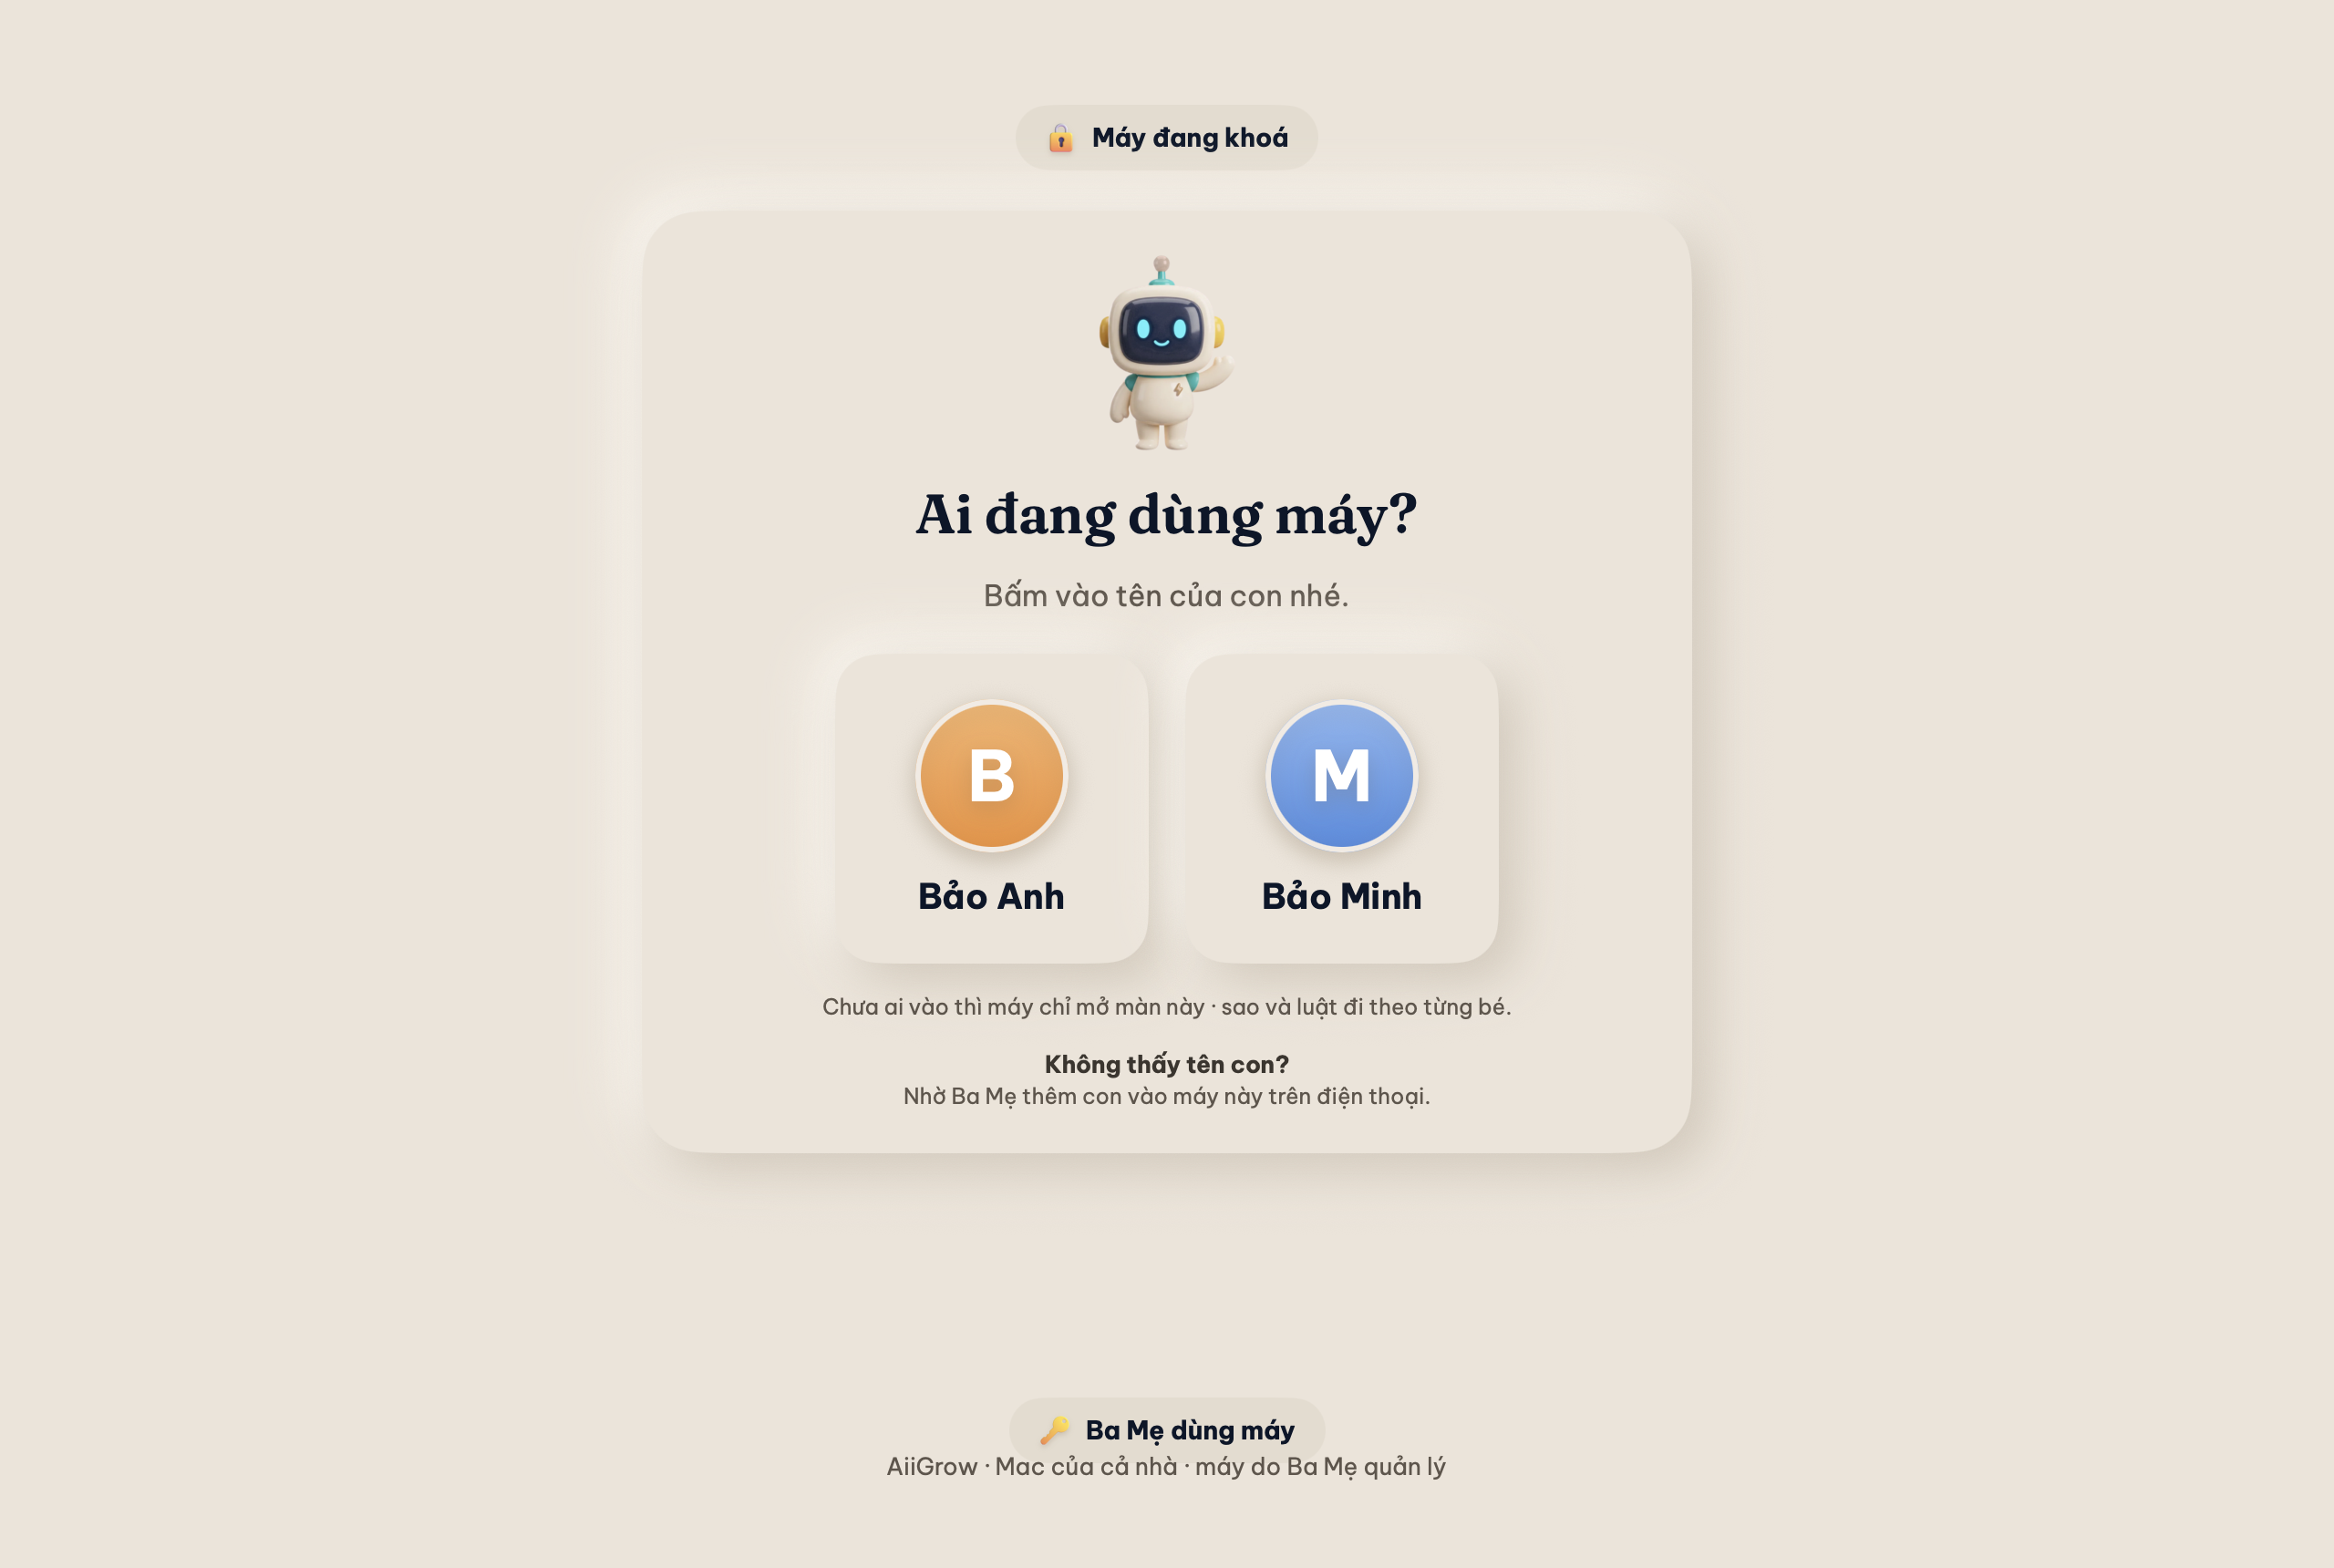 Máy đang khoá
Ai đang dùng máy?
Bấm vào tên của con nhé.
B
M
Bảo Anh
Bảo Minh
Chưa ai vào thì máy chỉ mở màn này · sao và luật đi theo từng bé.
Không thấy tên con?
Nhờ Ba Mẹ thêm con vào máy này trên điện thoại.
Ba Mẹ dùng máy
AiiGrow · Mac của cả nhà · máy do Ba Mẹ quản lý